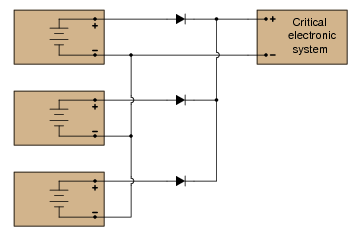 +
−
+
−
+
−
+
−
Critical
electronic
system